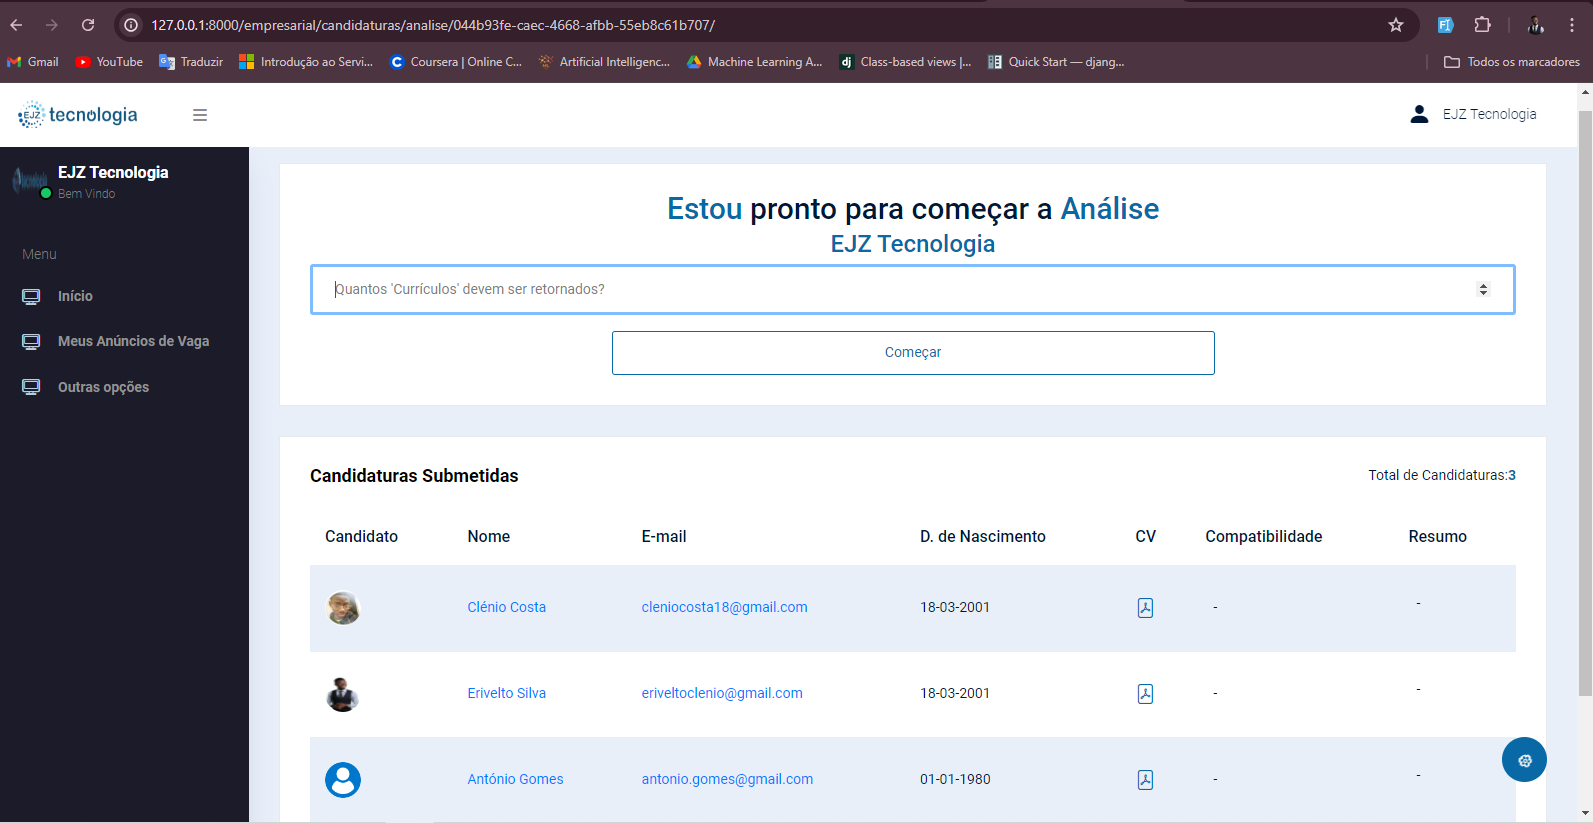 127.0.0.1:8000/empresarial/candidaturas/analise/044b93fe-caec-4668-afbb-55eb8c61b707/
Gmail YouTube Traduzir Introdução ao Servi... Coursera | Online C... Artificial Intelligenc... Machine Learning A... Class-based views |... Quick Start — djang... Todos os marcadores
EJZ tecnologia EJZ Tecnologia
EJZ Tecnologia
Bem Vindo
Menu
Início
Meus Anúncios de Vaga
Outras opções
Estou pronto para começar a Análise
EJZ Tecnologia
Quantos 'Currículos' devem ser retornados?
Começar
Candidaturas Submetidas Total de Candidaturas:3
Candidato Nome E-mail D. de Nascimento CV Compatibilidade Resumo
Clénio Costa cleniocosta18@gmail.com 18-03-2001 - -
Erivelto Silva eriveltoclenio@gmail.com 18-03-2001 - -
António Gomes antonio.gomes@gmail.com 01-01-1980 - -